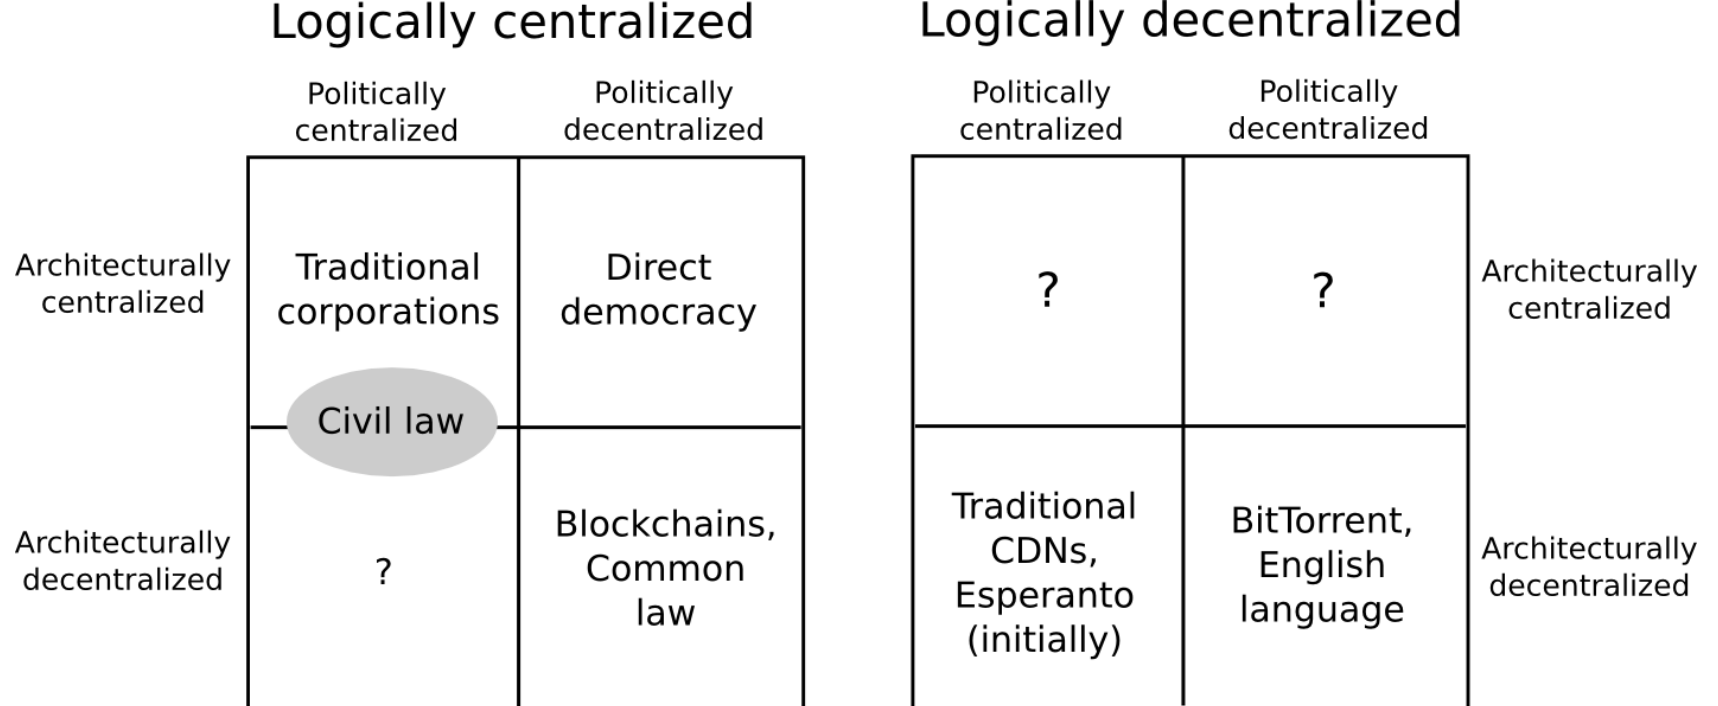 Logically centralized
Logically decentralized
Politically
centralized
Politically
decentralized
Politically
centralized
Politically
decentralized
Architecturally
centralized
Traditional
corporations
Direct
democracy
?
?
Architecturally
centralized
Civil law
Architecturally
decentralized
?
Blockchains,
Common
law
Traditional
CDNs,
Esperanto
(initially)
BitTorrent,
English
language
Architecturally
decentralized